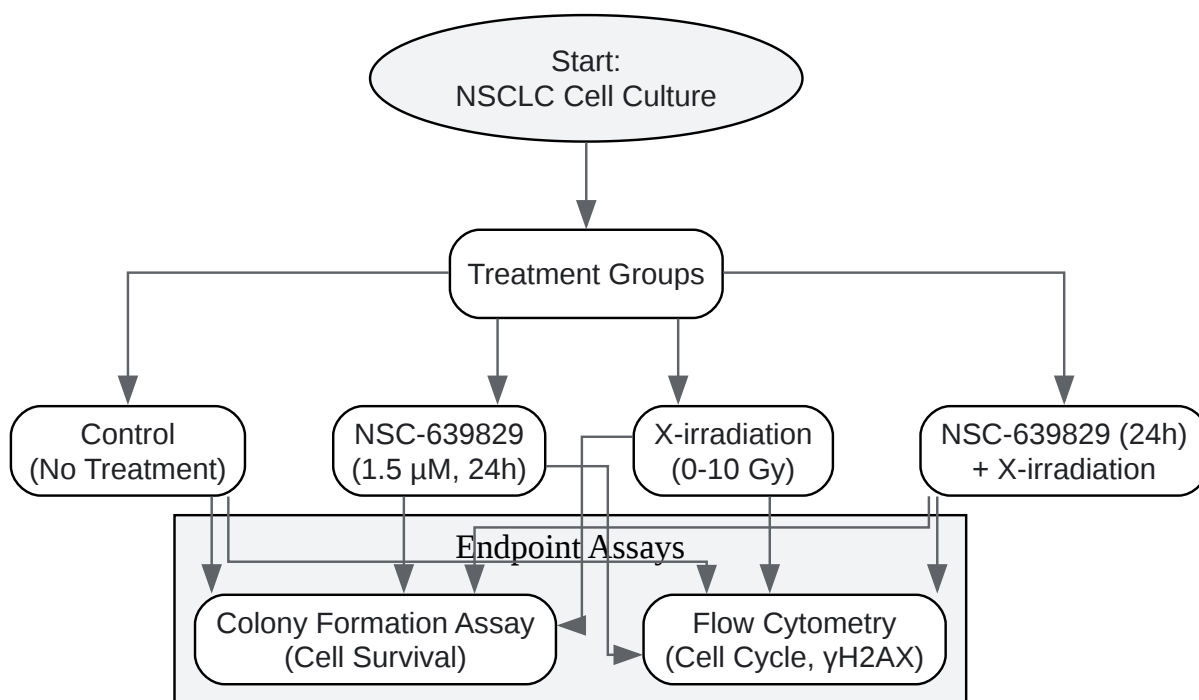 Start:
NSCLC Cell Culture
Treatment Groups
Control
(No Treatment)
NSC-639829
(1.5 µM, 24h)
X-irradiation
(0-10 Gy)
NSC-639829 (24h)
+ X-irradiation
Endpoint Assays
Colony Formation Assay
(Cell Survival)
Flow Cytometry
(Cell Cycle, γH2AX)